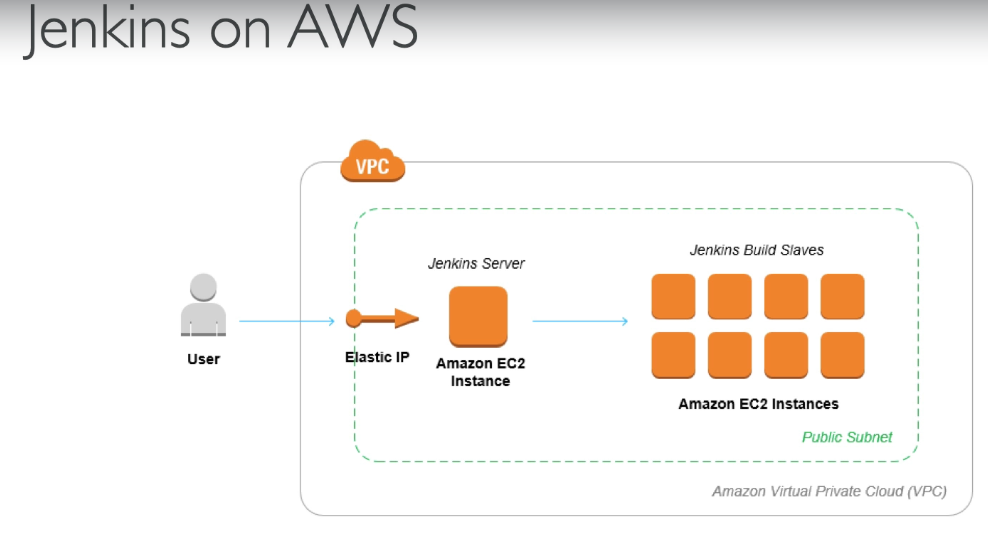 Jenkins on AWS
VPC
Jenkins Build Slaves
Jenkins Server
User
Elastic IP
Amazon EC2
Instance
Amazon EC2 Instances
Public Subnet
Amazon Virtual Private Cloud (VPC)